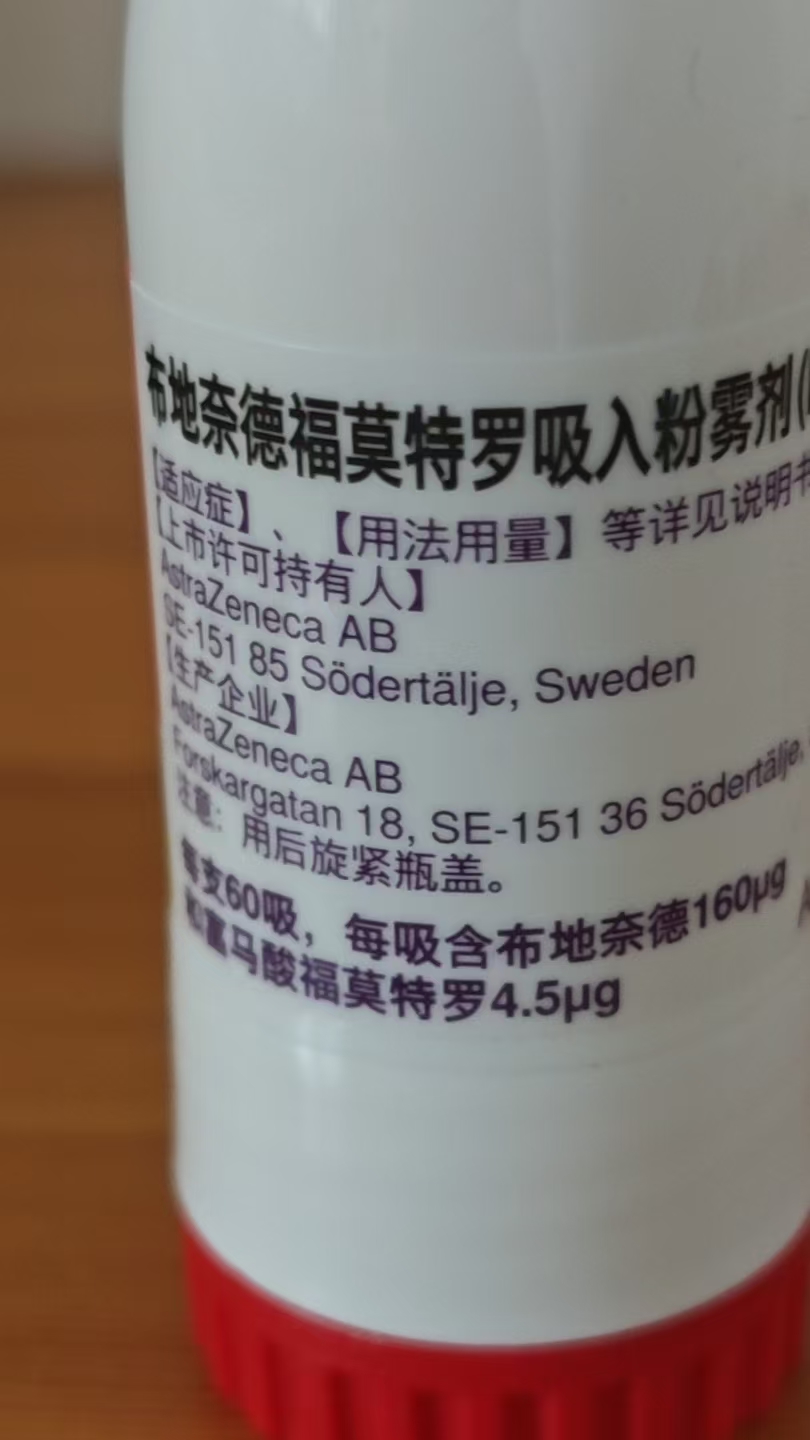 布地奈德福莫特罗吸入粉雾剂(
【适应症】、【用法用量】等详见说明书
【上市许可持有人】
AstraZeneca AB
SE-151 85 Södertälje, Sweden
【生产企业】
AstraZeneca AB
Forskargatan 18, SE-151 36 Södertälje,
注意：用后旋紧瓶盖。
每支60吸，每吸含布地奈德160μg
和富马酸福莫特罗4.5μg